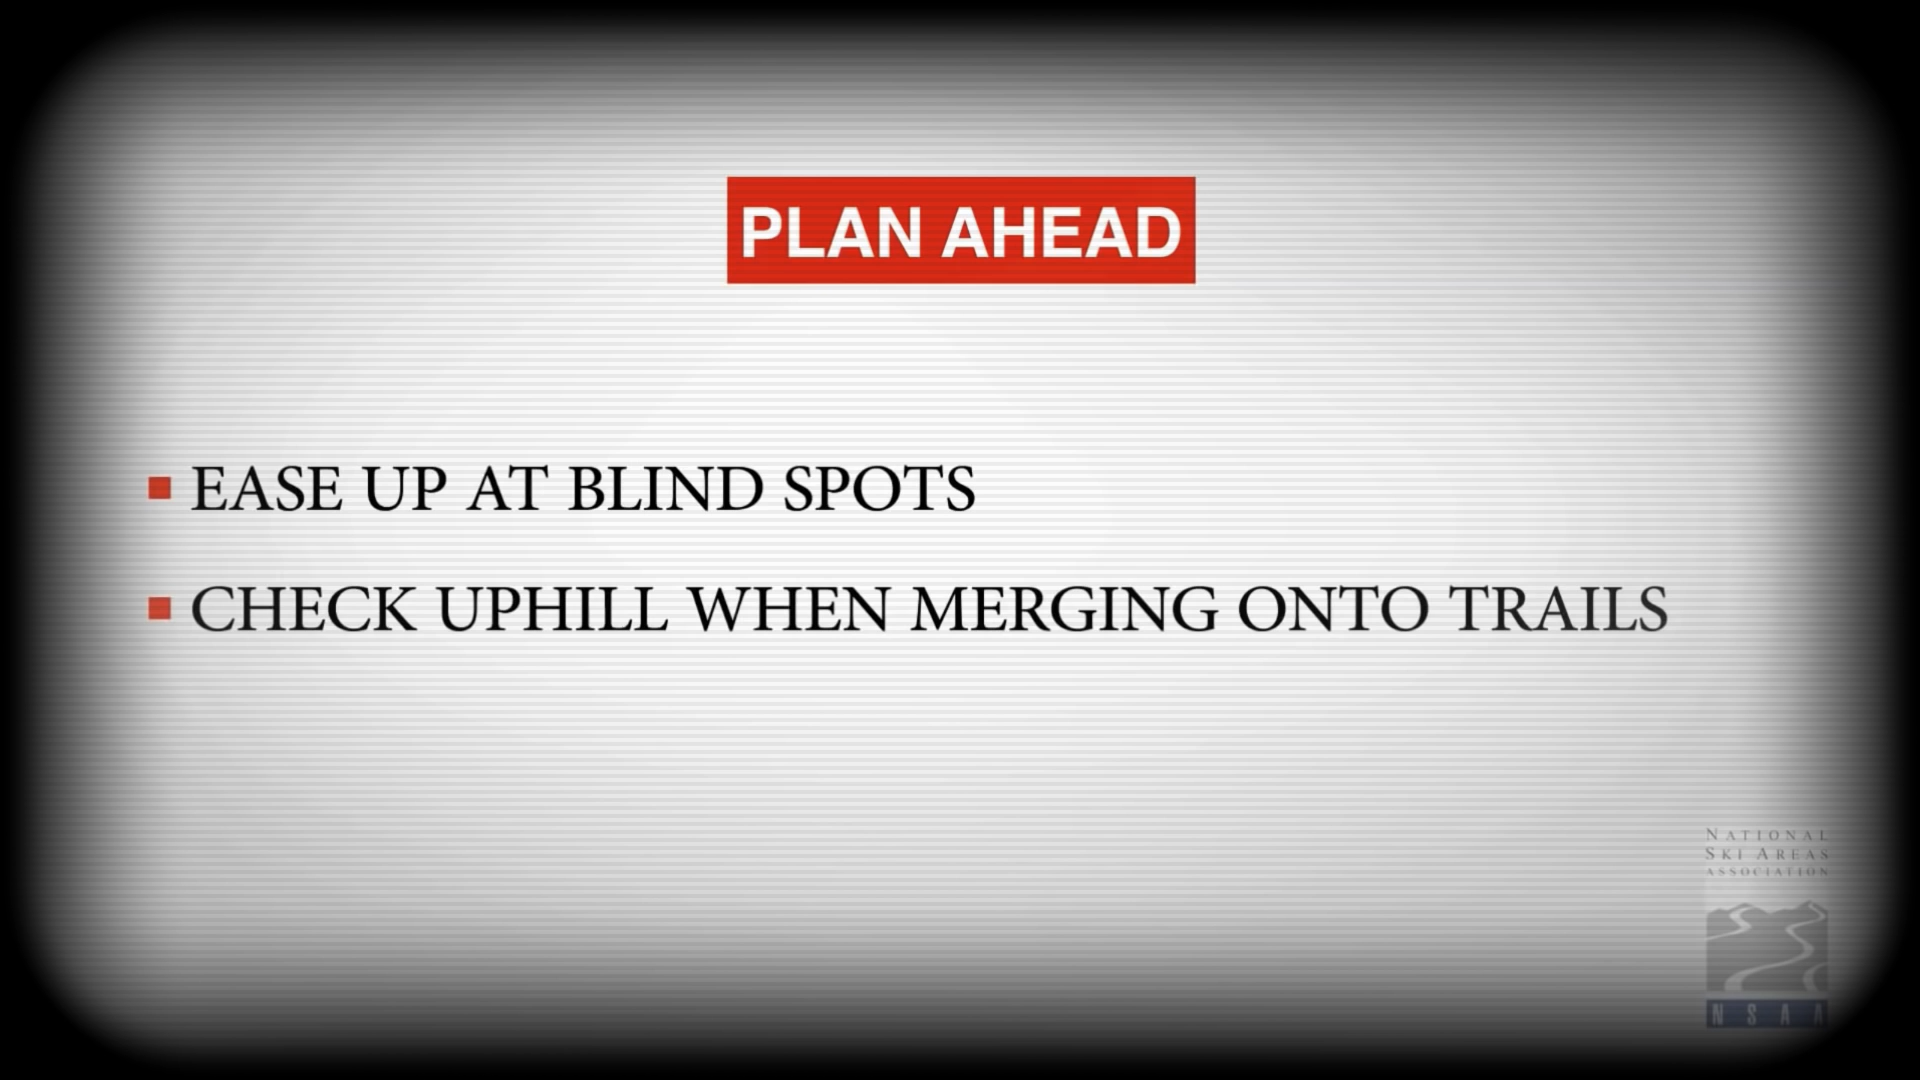 PLAN AHEAD
EASE UP AT BLIND SPOTS
CHECK UPHILL WHEN MERGING ONTO TRAILS
NATIONAL
SKI AREAS
ASSOCIATION
NSAA